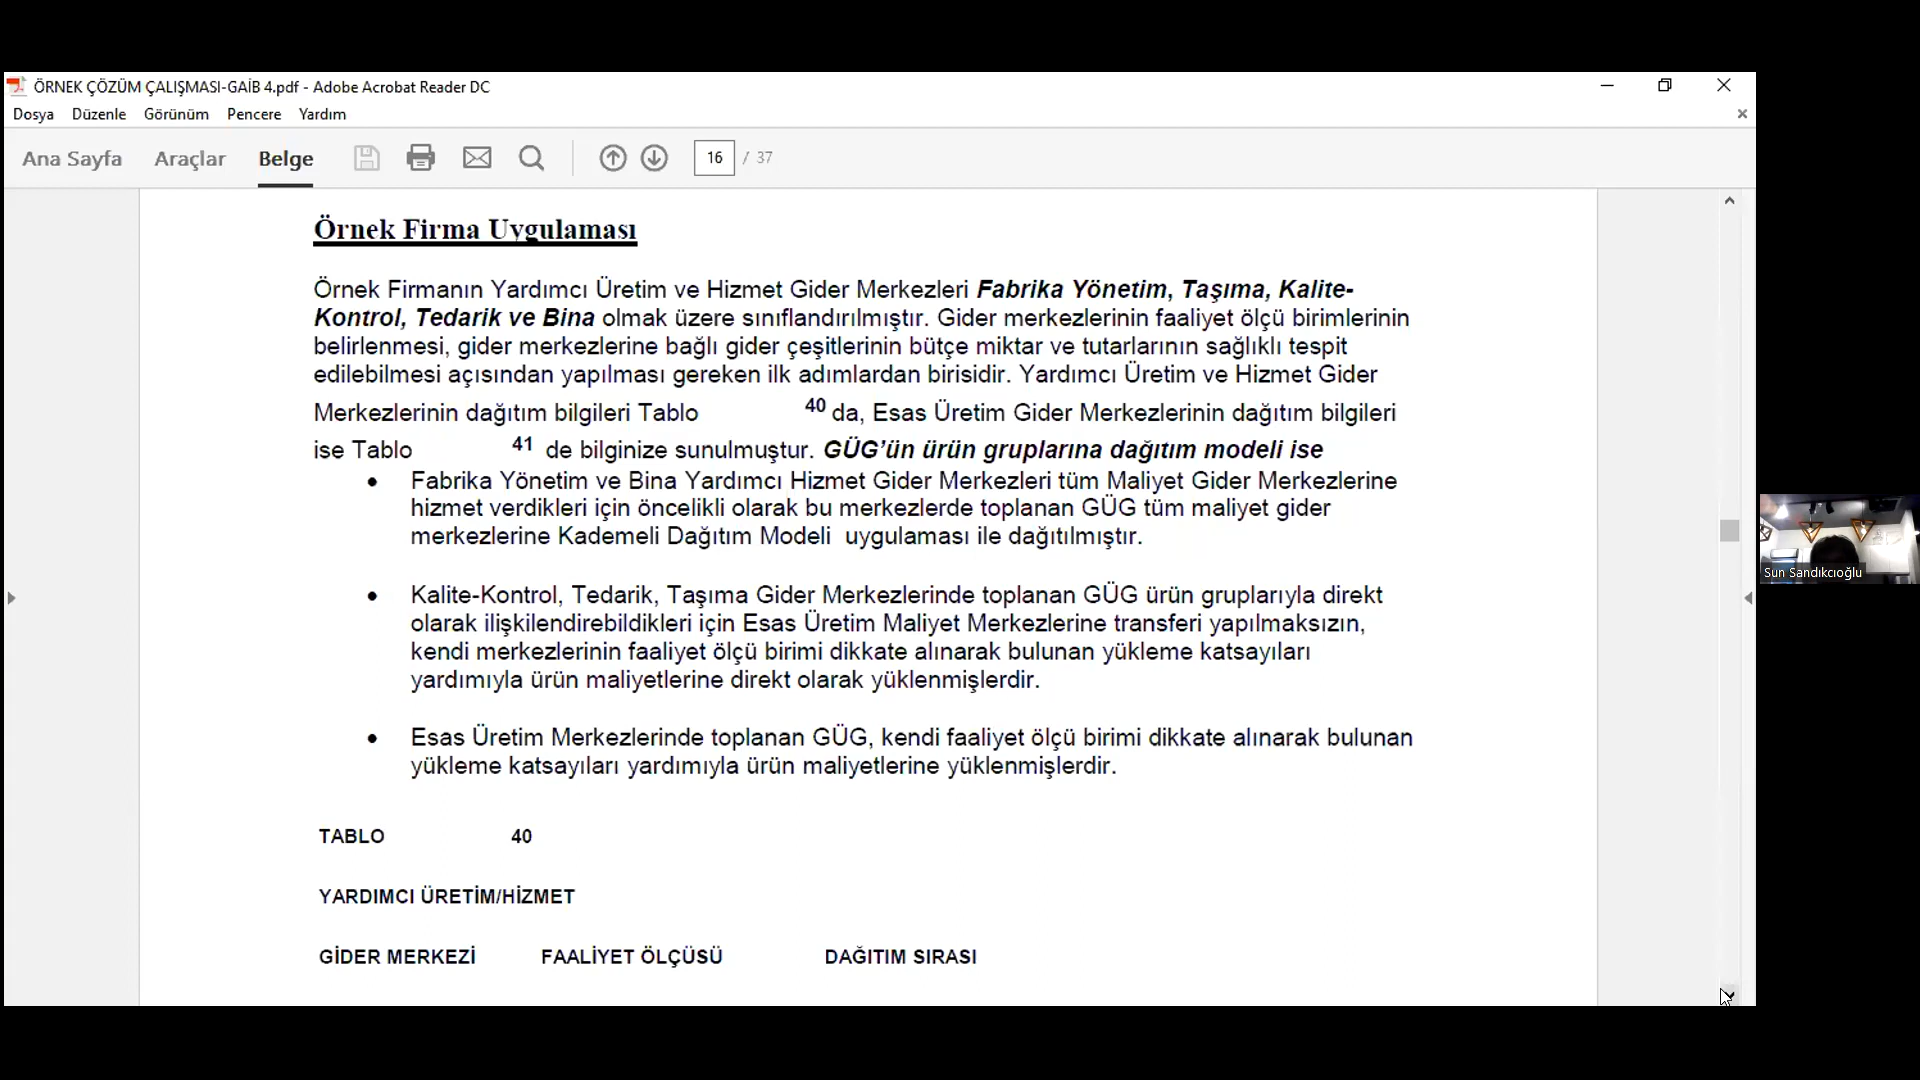 ÖRNEK ÇÖZÜM ÇALIŞMASI-GAİB 4.pdf - Adobe Acrobat Reader DC
Dosya Düzenle Görünüm Pencere Yardım
Ana Sayfa Araçlar Belge 16 / 37
Örnek Firma Uygulaması
Örnek Firmanın Yardımcı Üretim ve Hizmet Gider Merkezleri Fabrika Yönetim, Taşıma, Kalite-
Kontrol, Tedarik ve Bina olmak üzere sınıflandırılmıştır. Gider merkezlerinin faaliyet ölçü birimlerinin
belirlenmesi, gider merkezlerine bağlı gider çeşitlerinin bütçe miktar ve tutarlarının sağlıklı tespit
edilebilmesi açısından yapılması gereken ilk adımlardan birisidir. Yardımcı Üretim ve Hizmet Gider
Merkezlerinin dağıtım bilgileri Tablo 40 da, Esas Üretim Gider Merkezlerinin dağıtım bilgileri
ise Tablo 41 de bilginize sunulmuştur. GÜG’ün ürün gruplarına dağıtım modeli ise
• Fabrika Yönetim ve Bina Yardımcı Hizmet Gider Merkezleri tüm Maliyet Gider Merkezlerine
hizmet verdikleri için öncelikli olarak bu merkezlerde toplanan GÜG tüm maliyet gider
merkezlerine Kademeli Dağıtım Modeli uygulaması ile dağıtılmıştır.
• Kalite-Kontrol, Tedarik, Taşıma Gider Merkezlerinde toplanan GÜG ürün gruplarıyla direkt
olarak ilişkilendirebildikleri için Esas Üretim Maliyet Merkezlerine transferi yapılmaksızın,
kendi merkezlerinin faaliyet ölçü birimi dikkate alınarak bulunan yükleme katsayıları
yardımıyla ürün maliyetlerine direkt olarak yüklenmişlerdir.
• Esas Üretim Merkezlerinde toplanan GÜG, kendi faaliyet ölçü birimi dikkate alınarak bulunan
yükleme katsayıları yardımıyla ürün maliyetlerine yüklenmişlerdir.
TABLO 40
YARDIMCI ÜRETİM/HİZMET
GİDER MERKEZİ FAALİYET ÖLÇÜSÜ DAĞITIM SIRASI
Sun Sandıkcıoğlu